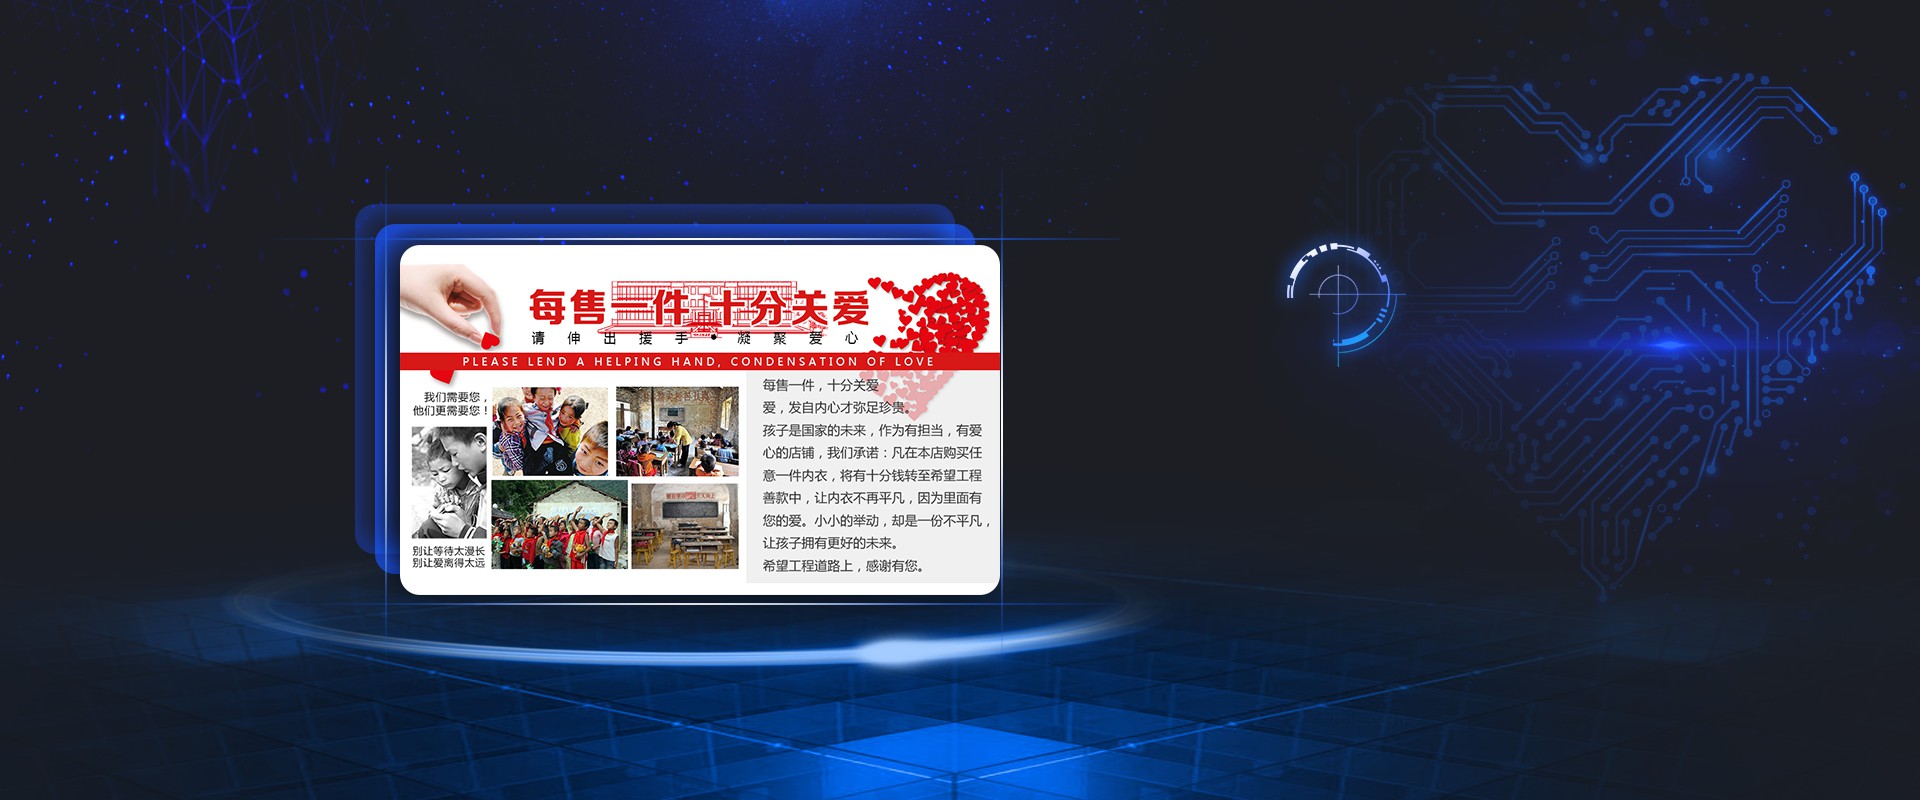 每售一件 十分关爱
请伸出援手·凝聚爱心
PLEASE LEND A HELPING HAND, CONDENSATION OF LOVE
我们需要您,
他们更需要您!
别让等待太漫长
别让爱离得太远
每售一件,十分关爱
爱,发自内心才弥足珍贵。
孩子是国家的未来,作为有担当,有爱
心的店铺,我们承诺:凡在本店购买任
意一件内衣,将有十分钱转至希望工程
善款中,让内衣不再平凡,因为里面有
您的爱。小小的举动,却是一份不平凡,
让孩子拥有更好的未来。
希望工程道路上,感谢有您。